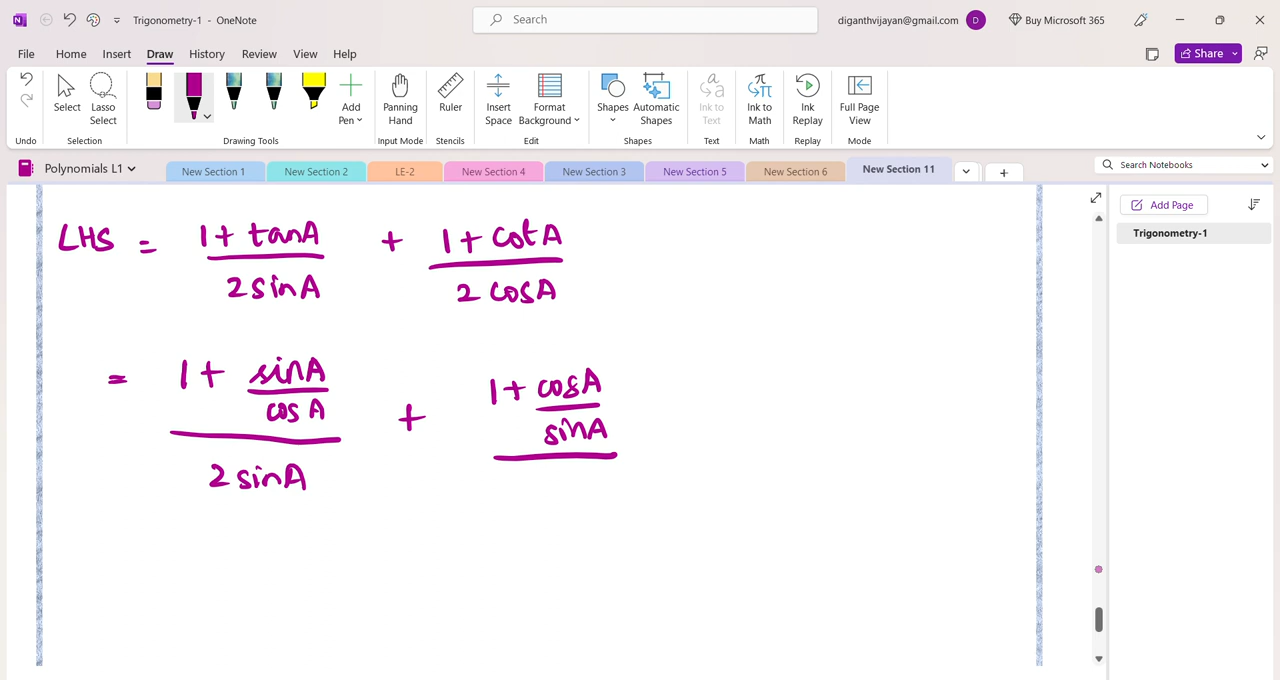 Trigonometry-1 - OneNote
Search
diganthvijayan@gmail.com D Buy Microsoft 365
File Home Insert Draw History Review View Help
Share
Undo
Select
Lasso Select
Selection
Drawing Tools
Add Pen
Panning Hand
Input Mode
Ruler
Stencils
Insert Space
Format Background
Edit
Shapes
Automatic Shapes
Shapes
Ink to Text
Text
Ink to Math
Math
Ink Replay
Replay
Full Page View
Mode
Polynomials L1
New Section 1 New Section 2 LE-2 New Section 4 New Section 3 New Section 5 New Section 6 New Section 11
Search Notebooks
Add Page
Trigonometry-1
LHS = 1 + tanA / 2 sinA + 1 + cotA / 2 cosA
= 1 + sinA / cosA / 2 sinA + 1 + cosA / sinA